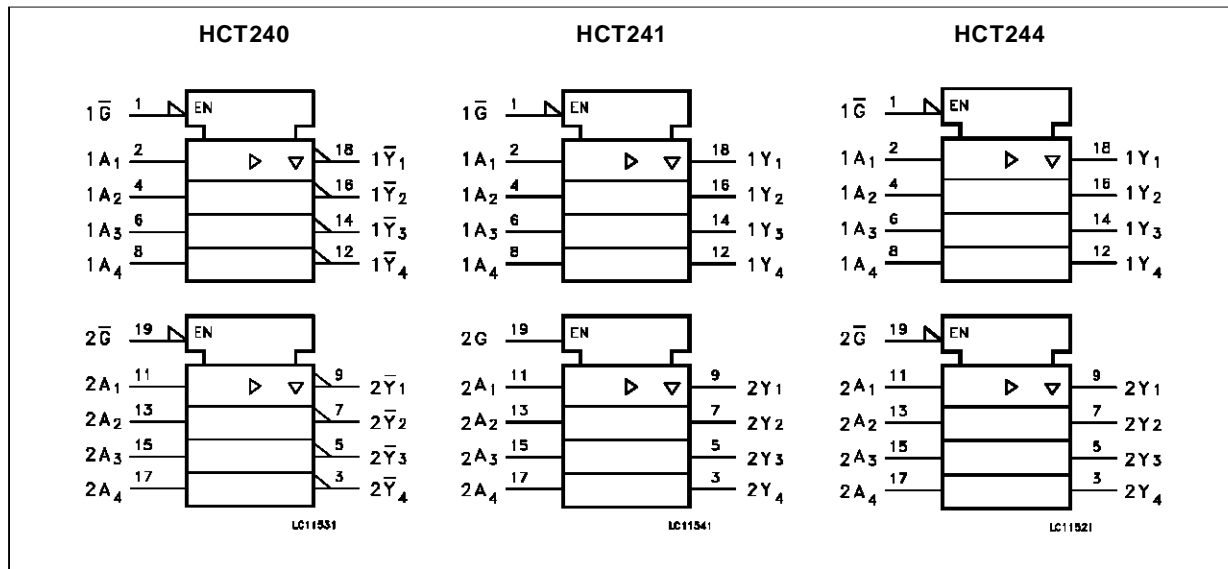 HCT240 HCT241 HCT244
1G̅ 1 EN 1G̅ 1 EN 1G̅ 1 EN
1A1 2 18 1Y̅1 1A1 2 18 1Y1 1A1 2 18 1Y1
1A2 4 16 1Y̅2 1A2 4 16 1Y2 1A2 4 16 1Y2
1A3 6 14 1Y̅3 1A3 6 14 1Y3 1A3 6 14 1Y3
1A4 8 12 1Y̅4 1A4 8 12 1Y4 1A4 8 12 1Y4
2G̅ 19 EN 2G 19 EN 2G̅ 19 EN
2A1 11 9 2Y̅1 2A1 11 9 2Y1 2A1 11 9 2Y1
2A2 13 7 2Y̅2 2A2 13 7 2Y2 2A2 13 7 2Y2
2A3 15 5 2Y̅3 2A3 15 5 2Y3 2A3 15 5 2Y3
2A4 17 3 2Y̅4 2A4 17 3 2Y4 2A4 17 3 2Y4
LC11531 LC11541 LC11521